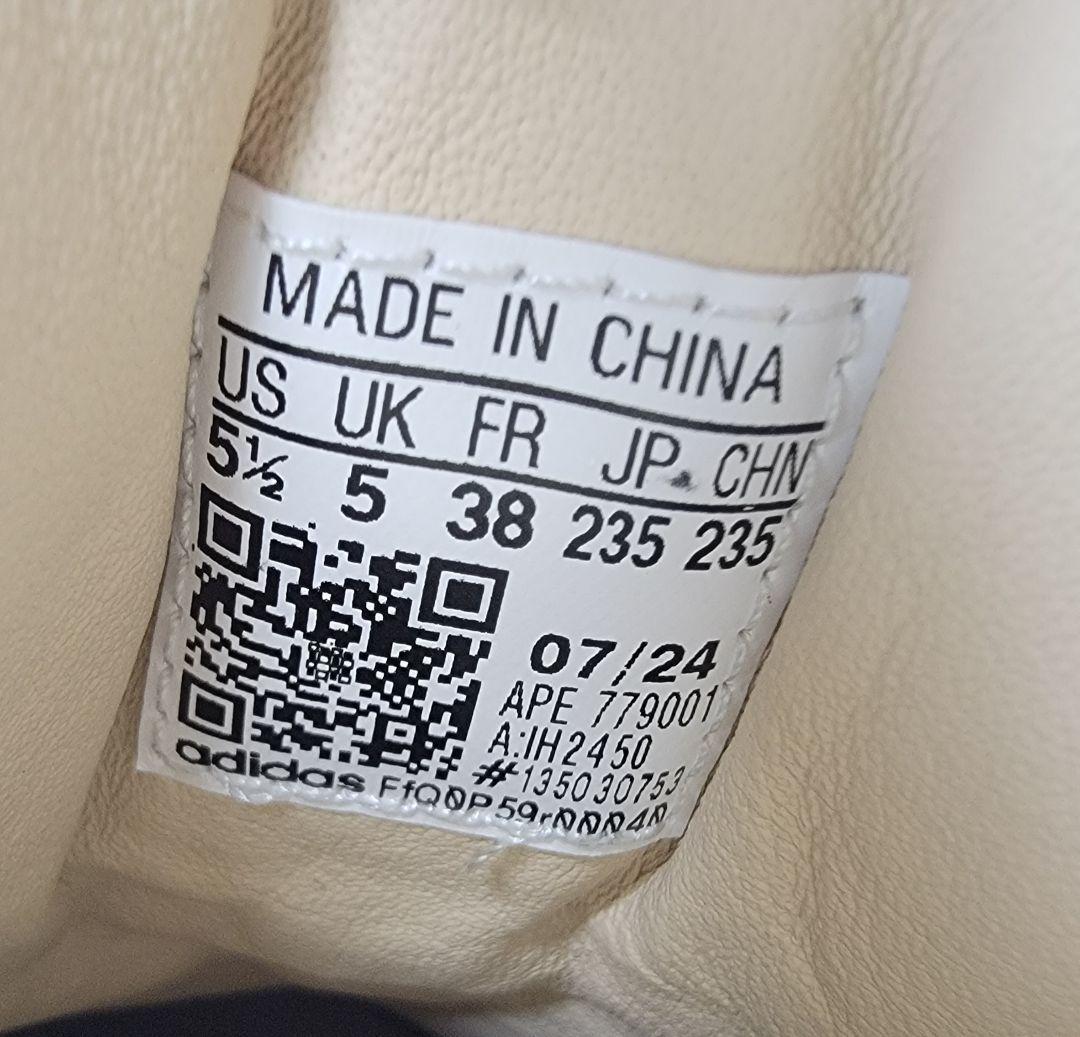 MADE IN CHINA
US UK FR JP CHN
5½ 5 38 235 235
07/24
APE 779001
A:IH2450
#135030753
adidas FfQ0P59r00040